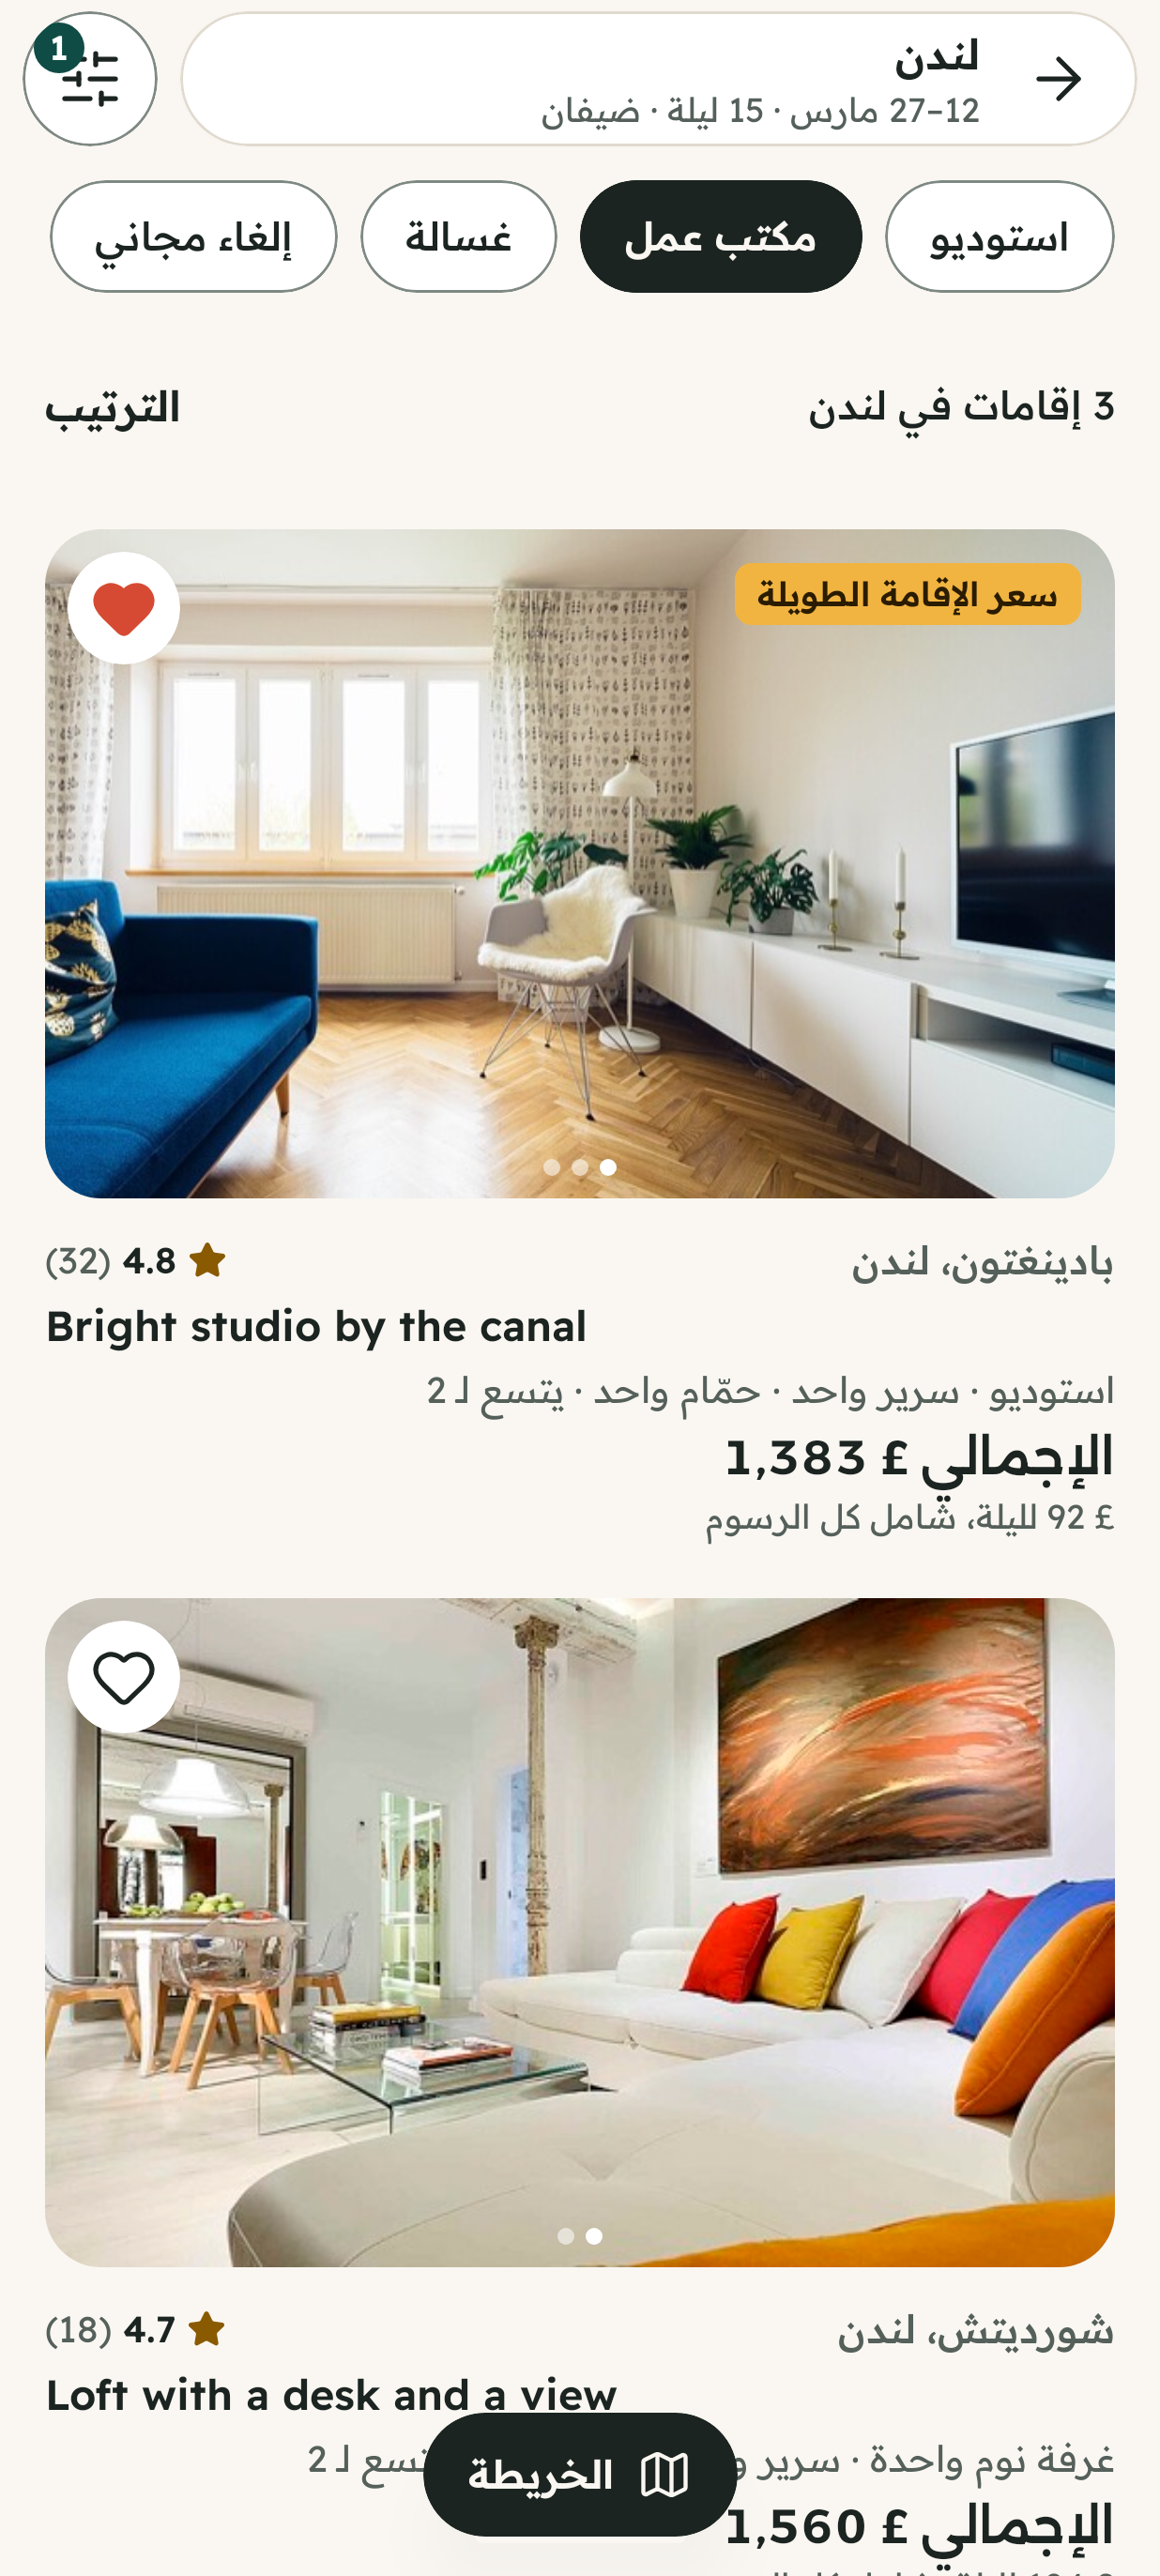 لندن
12–27 مارس · 15 ليلة · ضيفان
1
استوديو
مكتب عمل
غسالة
إلغاء مجاني
3 إقامات في لندن
الترتيب
سعر الإقامة الطويلة
بادينغتون، لندن
4.8 (32)
Bright studio by the canal
استوديو · سرير واحد · حمّام واحد · يتسع لـ 2
الإجمالي £ 1,383
£ 92 لليلة، شامل كل الرسوم
شورديتش، لندن
4.7 (18)
Loft with a desk and a view
غرفة نوم واحدة · سرير
لـ 2
الخريطة
الإجمالي £ 1,560